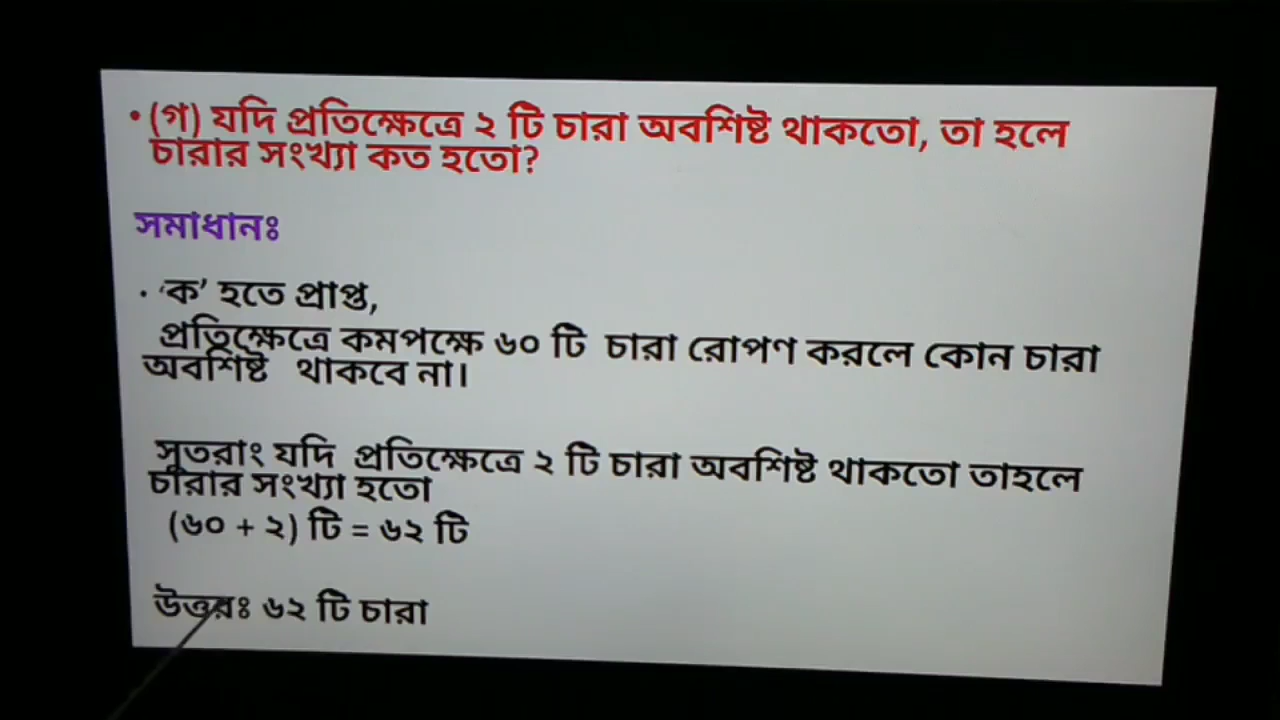 • (গ) যদি প্রতিক্ষেত্রে ২ টি চারা অবশিষ্ট থাকতো, তা হলে
চারার সংখ্যা কত হতো?
সমাধানঃ
• ‘ক’ হতে প্রাপ্ত,
প্রতিক্ষেত্রে কমপক্ষে ৬০ টি চারা রোপণ করলে কোন চারা
অবশিষ্ট থাকবে না।
সুতরাং যদি প্রতিক্ষেত্রে ২ টি চারা অবশিষ্ট থাকতো তাহলে
চারার সংখ্যা হতো
(৬০ + ২) টি = ৬২ টি
উত্তরঃ ৬২ টি চারা